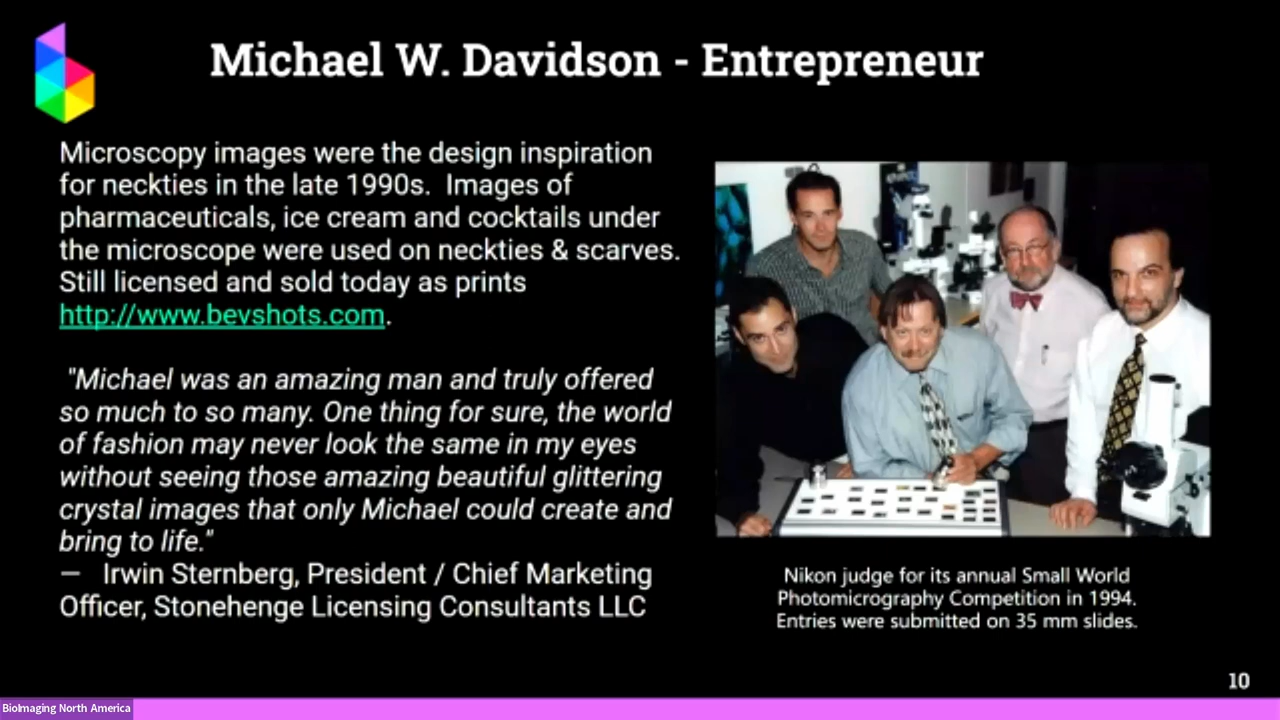 Michael W. Davidson - Entrepreneur
Microscopy images were the design inspiration
for neckties in the late 1990s. Images of
pharmaceuticals, ice cream and cocktails under
the microscope were used on neckties & scarves.
Still licensed and sold today as prints
http://www.bevshots.com.
"Michael was an amazing man and truly offered
so much to so many. One thing for sure, the world
of fashion may never look the same in my eyes
without seeing those amazing beautiful glittering
crystal images that only Michael could create and
bring to life."
— Irwin Sternberg, President / Chief Marketing
Officer, Stonehenge Licensing Consultants LLC
Nikon judge for its annual Small World
Photomicrography Competition in 1994.
Entries were submitted on 35 mm slides.
10
BioImaging North America